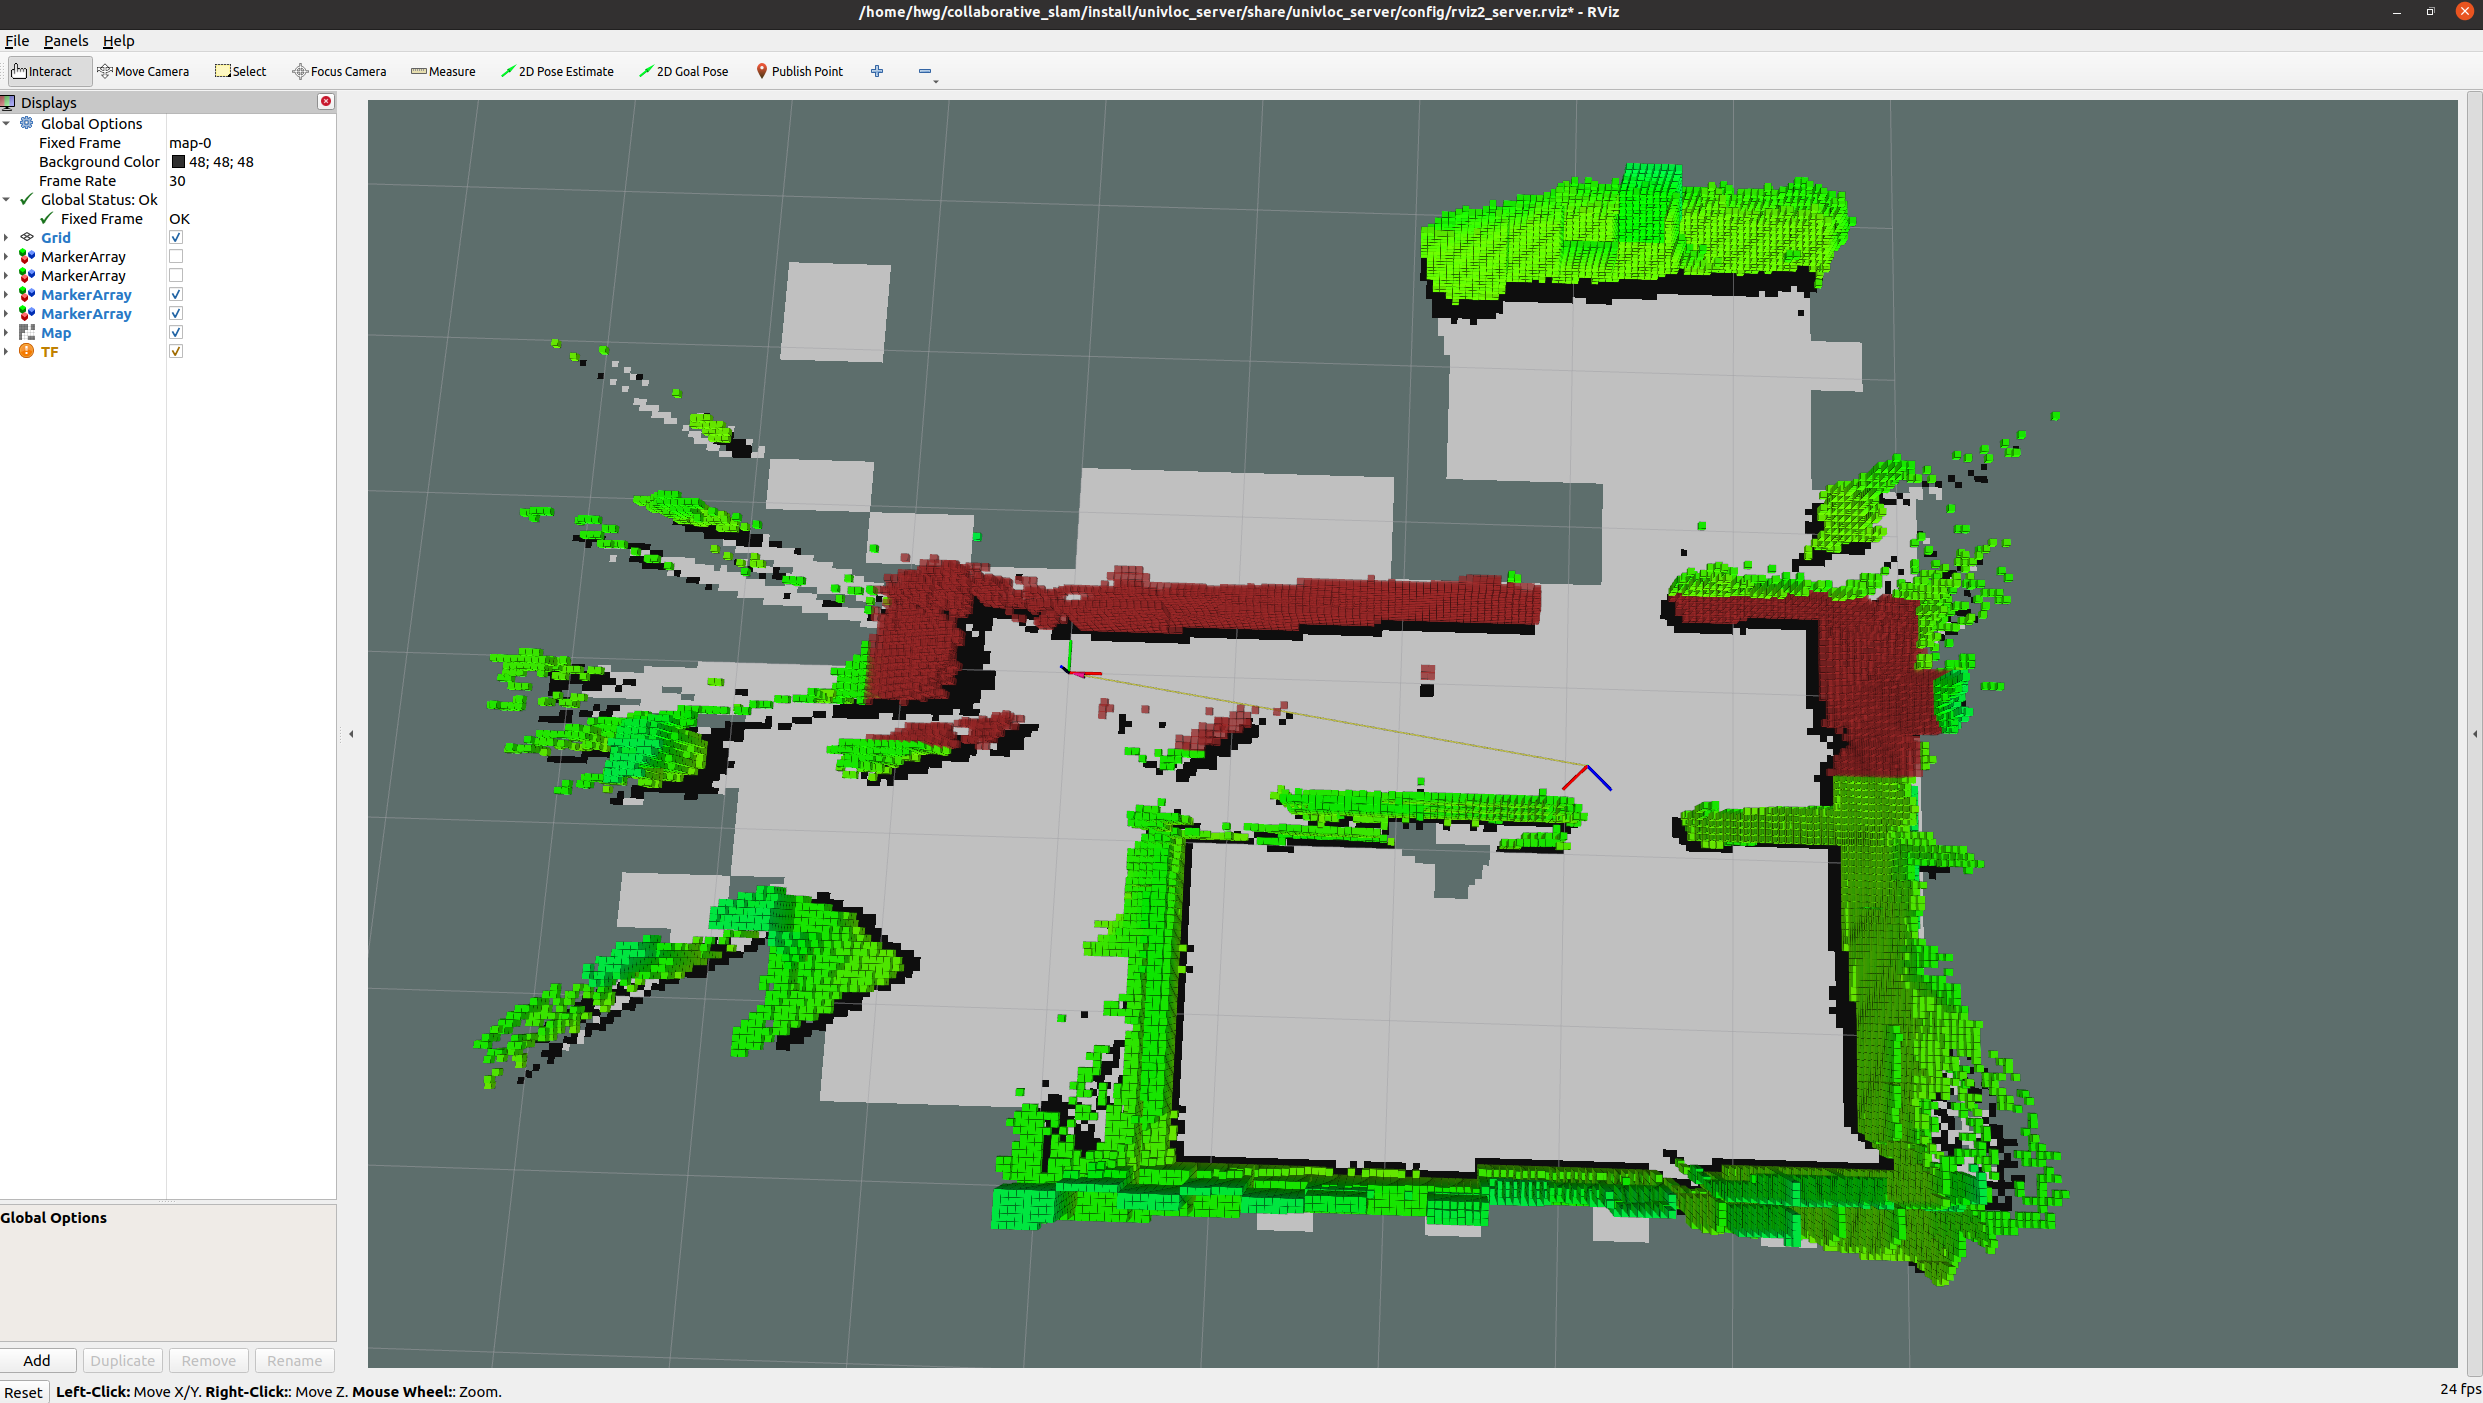 /home/hwg/collaborative_slam/install/univloc_server/share/univloc_server/config/rviz2_server.rviz* - RViz
File Panels Help
Interact Move Camera Select Focus Camera Measure 2D Pose Estimate 2D Goal Pose Publish Point
Displays
Global Options
Fixed Frame map-0
Background Color 48; 48; 48
Frame Rate 30
Global Status: Ok
Fixed Frame OK
Grid
MarkerArray
MarkerArray
MarkerArray
MarkerArray
Map
TF
Global Options
Add Duplicate Remove Rename
Reset Left-Click: Move X/Y. Right-Click:: Move Z. Mouse Wheel:: Zoom. 24 fps